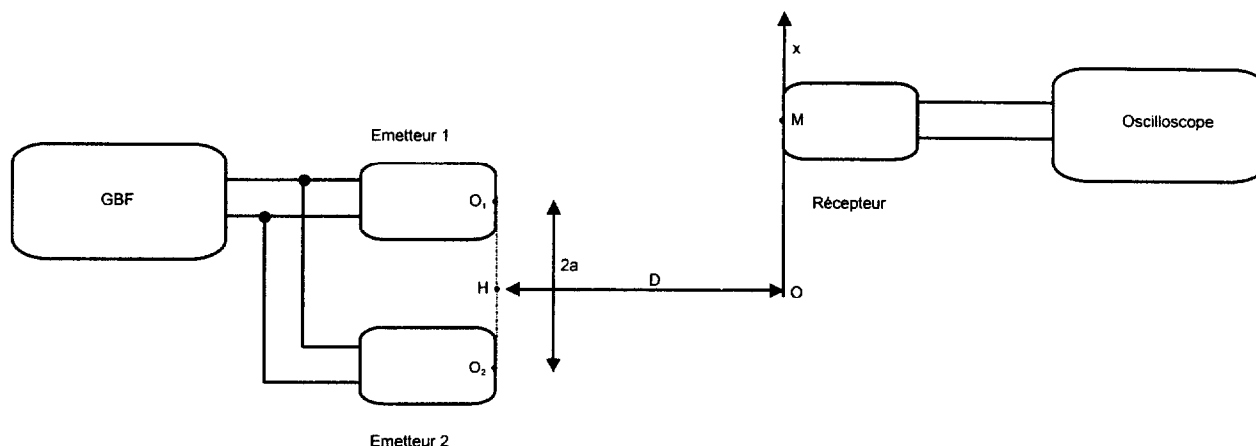 x
M
Oscilloscope
Emetteur 1
GBF
O₁
Récepteur
2a
H
D
O
O₂
Emetteur 2